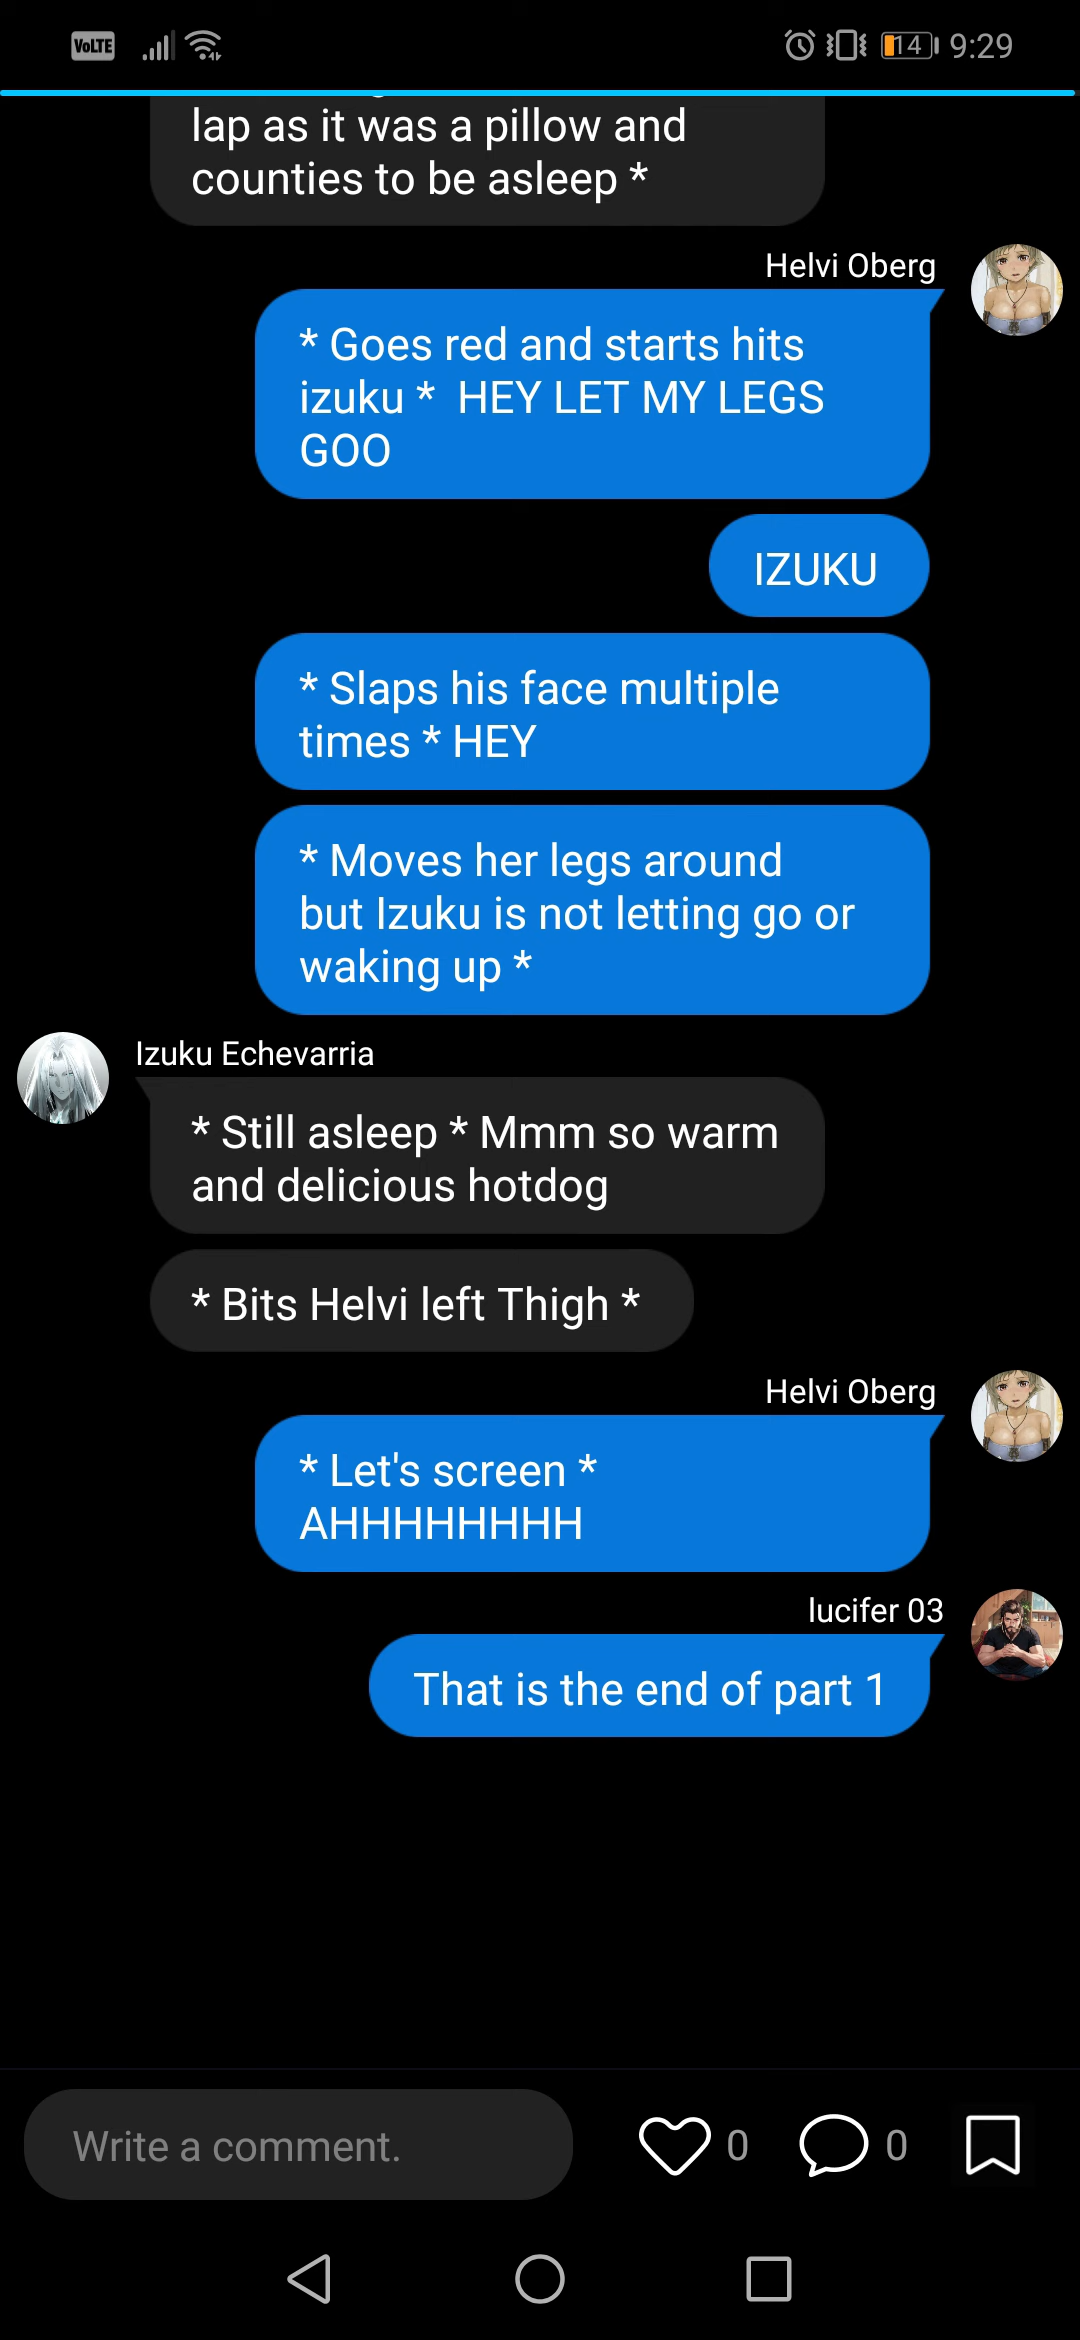 VoLTE 14 9:29
lap as it was a pillow and
counties to be asleep *
Helvi Oberg
* Goes red and starts hits
izuku *  HEY LET MY LEGS
GOO
IZUKU
* Slaps his face multiple
times * HEY
* Moves her legs around
but Izuku is not letting go or
waking up *
Izuku Echevarria
* Still asleep * Mmm so warm
and delicious hotdog
* Bits Helvi left Thigh *
Helvi Oberg
* Let's screen *
AHHHHHHHH
lucifer 03
That is the end of part 1
Write a comment. 0 0